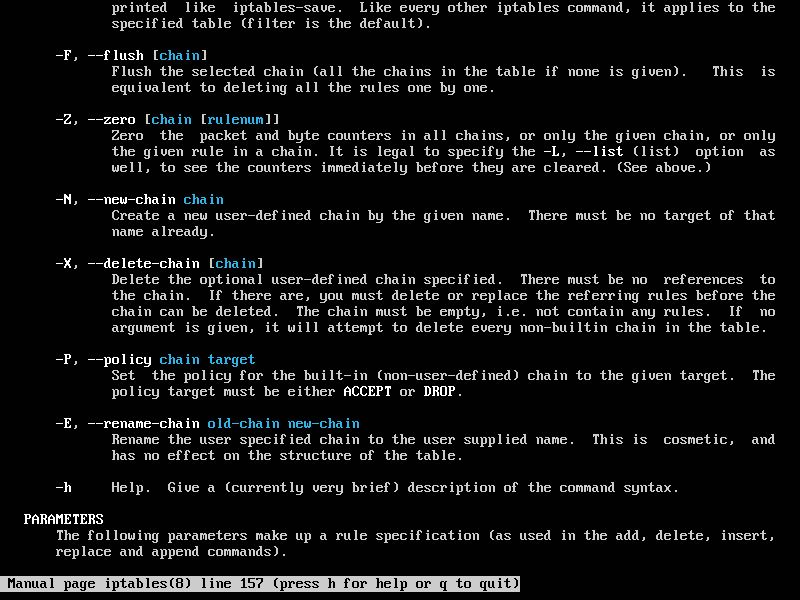 printed  like  iptables-save.  Like every other iptables command, it applies to the
specified table (filter is the default).
-F, --flush [chain]
Flush the selected chain (all the chains in the table if none is given).   This  is
equivalent to deleting all the rules one by one.
-Z, --zero [chain [rulenum]]
Zero  the  packet and byte counters in all chains, or only the given chain, or only
the given rule in a chain. It is legal to specify the -L, --list (list)  option  as
well, to see the counters immediately before they are cleared. (See above.)
-N, --new-chain chain
Create a new user-defined chain by the given name.  There must be no target of that
name already.
-X, --delete-chain [chain]
Delete the optional user-defined chain specified.  There must be no  references  to
the chain.  If there are, you must delete or replace the referring rules before the
chain can be deleted.  The chain must be empty, i.e. not contain any rules.  If  no
argument is given, it will attempt to delete every non-builtin chain in the table.
-P, --policy chain target
Set  the policy for the built-in (non-user-defined) chain to the given target.  The
policy target must be either ACCEPT or DROP.
-E, --rename-chain old-chain new-chain
Rename the user specified chain to the user supplied name.  This is  cosmetic,  and
has no effect on the structure of the table.
-h     Help.  Give a (currently very brief) description of the command syntax.
PARAMETERS
The following parameters make up a rule specification (as used in the add, delete, insert,
replace and append commands).
Manual page iptables(8) line 157 (press h for help or q to quit)